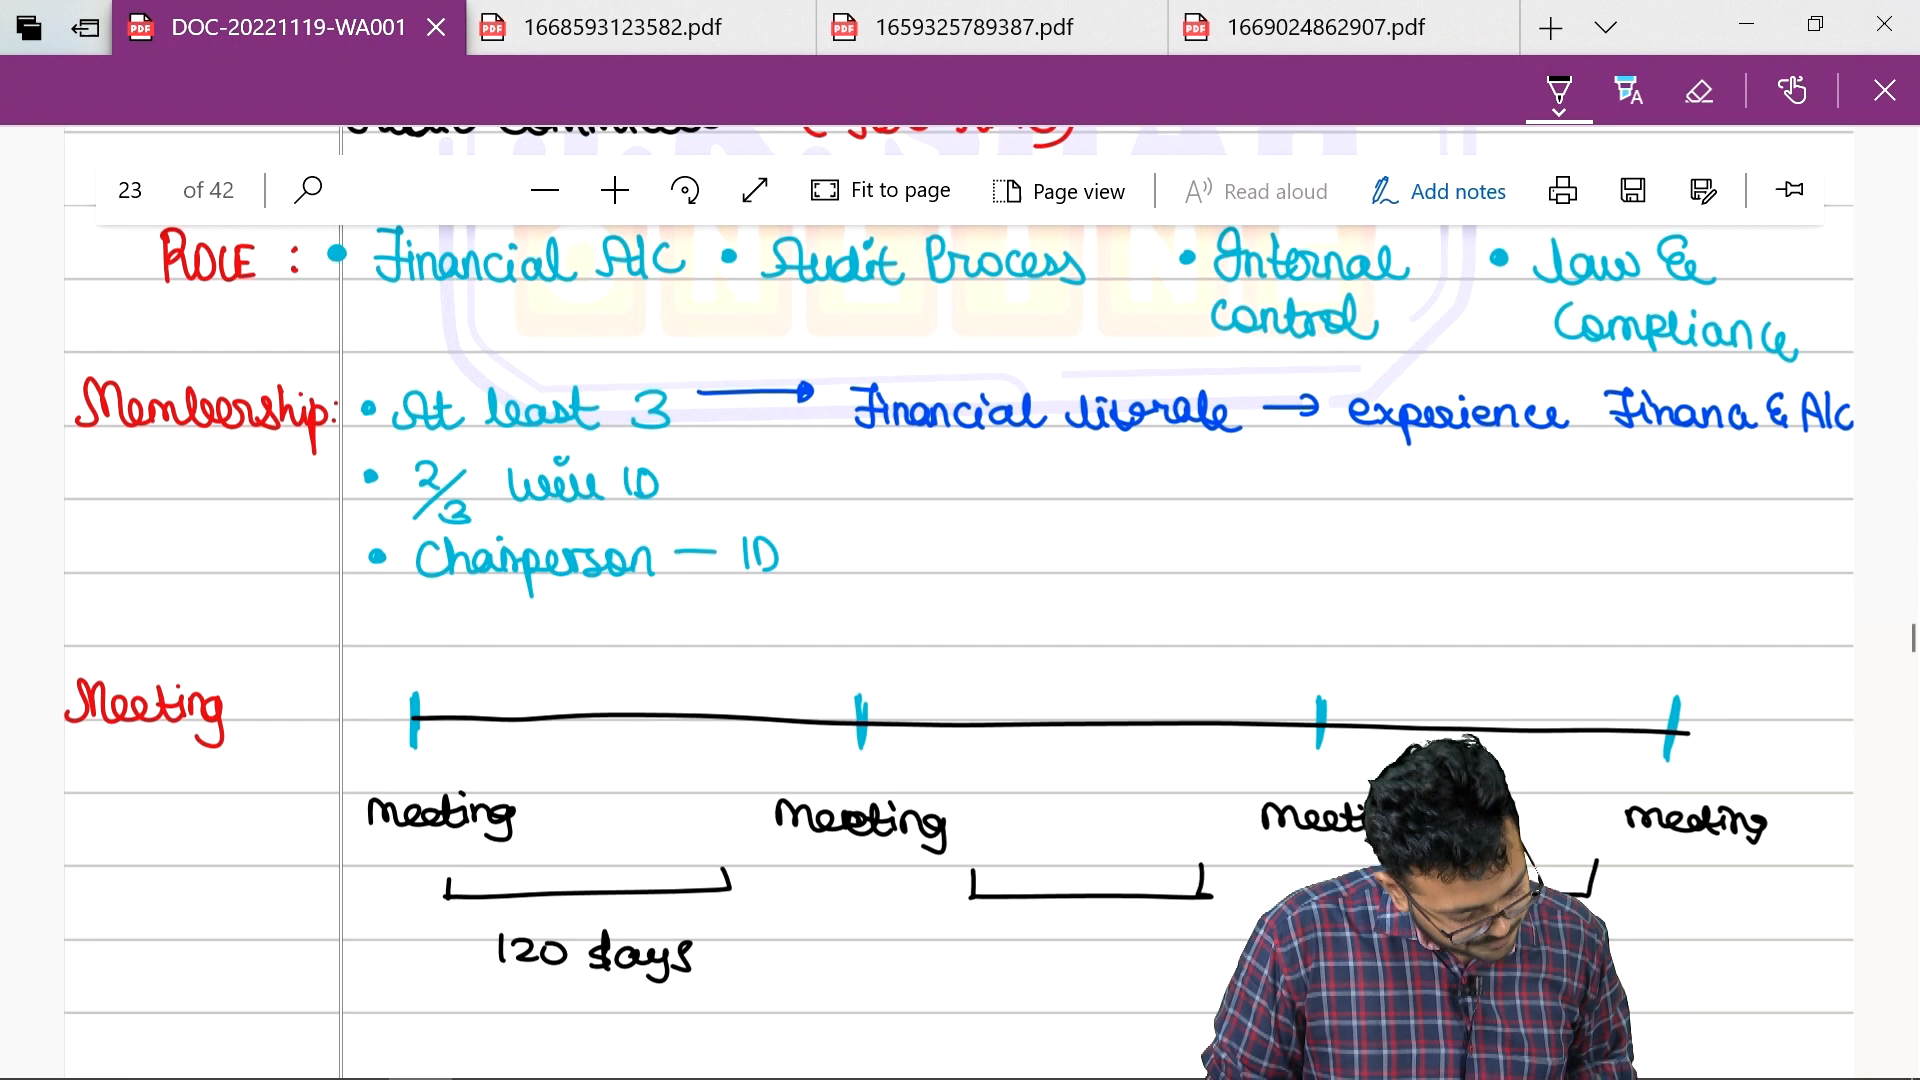 DOC-20221119-WA001
1668593123582.pdf
1659325789387.pdf
1669024862907.pdf
23 of 42
Fit to page
Page view
Read aloud
Add notes
ROLE : • Financial A/C • Audit Process • Internal control • Law & Compliance
Membership: • At least 3 → Financial literate → experience Finance & A/C
• 2/3 will ID
• Chairperson — ID
Meeting
meeting meeting meeti meeting
120 days